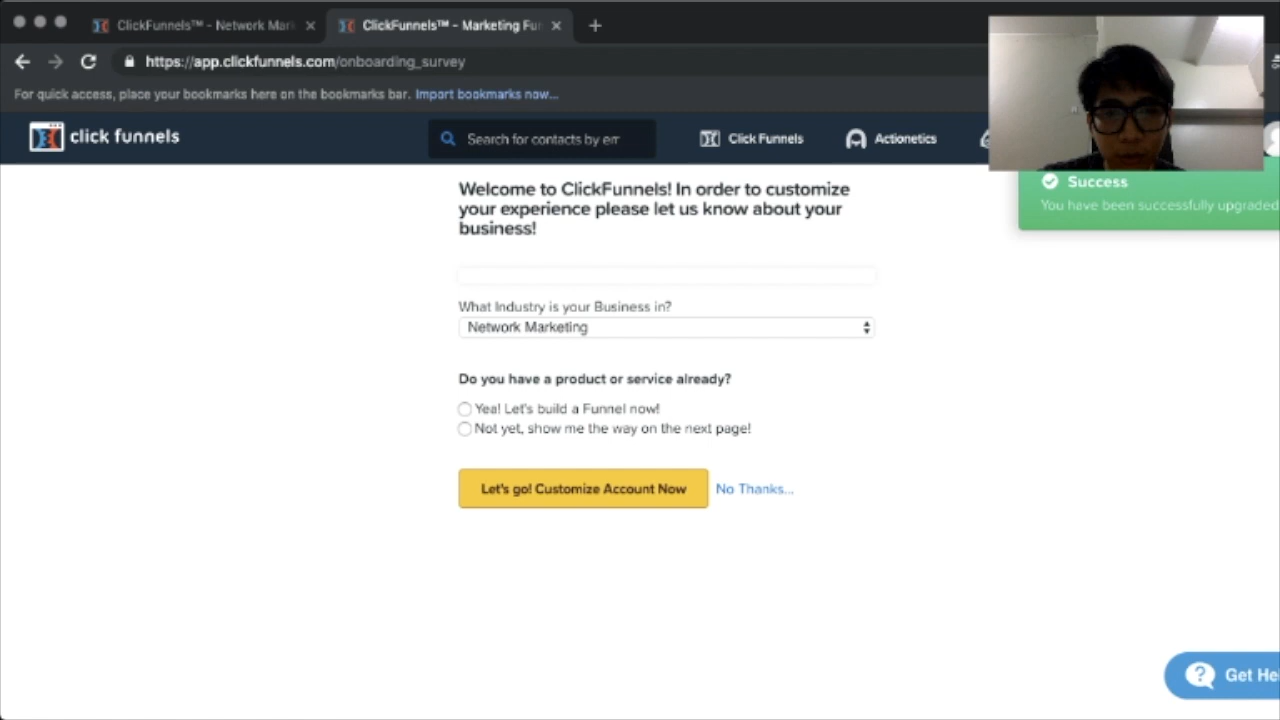 ClickFunnels™ - Network Mark
ClickFunnels™ - Marketing Fu
https://app.clickfunnels.com/onboarding_survey
For quick access, place your bookmarks here on the bookmarks bar. Import bookmarks now...
click funnels
Search for contacts by em
Click Funnels
Actionetics
Success
You have been successfully upgraded
Welcome to ClickFunnels! In order to customize
your experience please let us know about your
business!
What Industry is your Business in?
Network Marketing
Do you have a product or service already?
Yea! Let's build a Funnel now!
Not yet, show me the way on the next page!
Let's go! Customize Account Now
No Thanks...
Get He